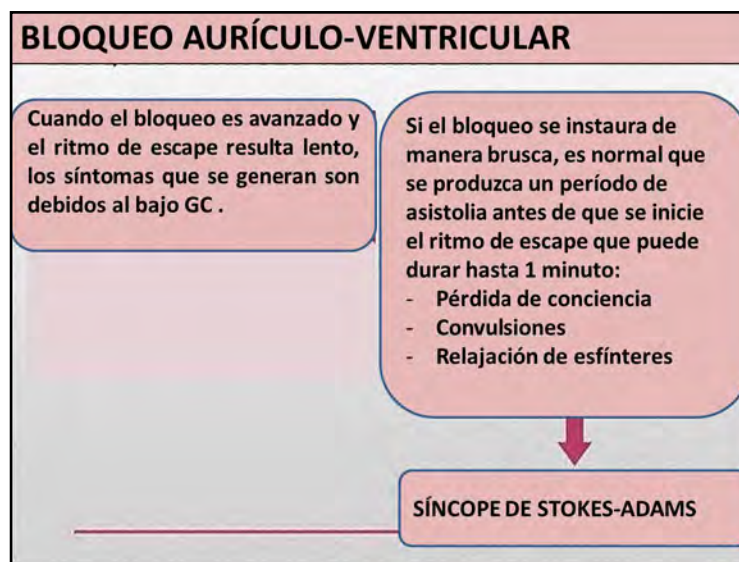 BLOQUEO AURÍCULO-VENTRICULAR
Cuando el bloqueo es avanzado y
el ritmo de escape resulta lento,
los síntomas que se generan son
debidos al bajo GC .
Si el bloqueo se instaura de
manera brusca, es normal que
se produzca un período de
asistolia antes de que se inicie
el ritmo de escape que puede
durar hasta 1 minuto:
- Pérdida de conciencia
- Convulsiones
- Relajación de esfínteres
SÍNCOPE DE STOKES-ADAMS